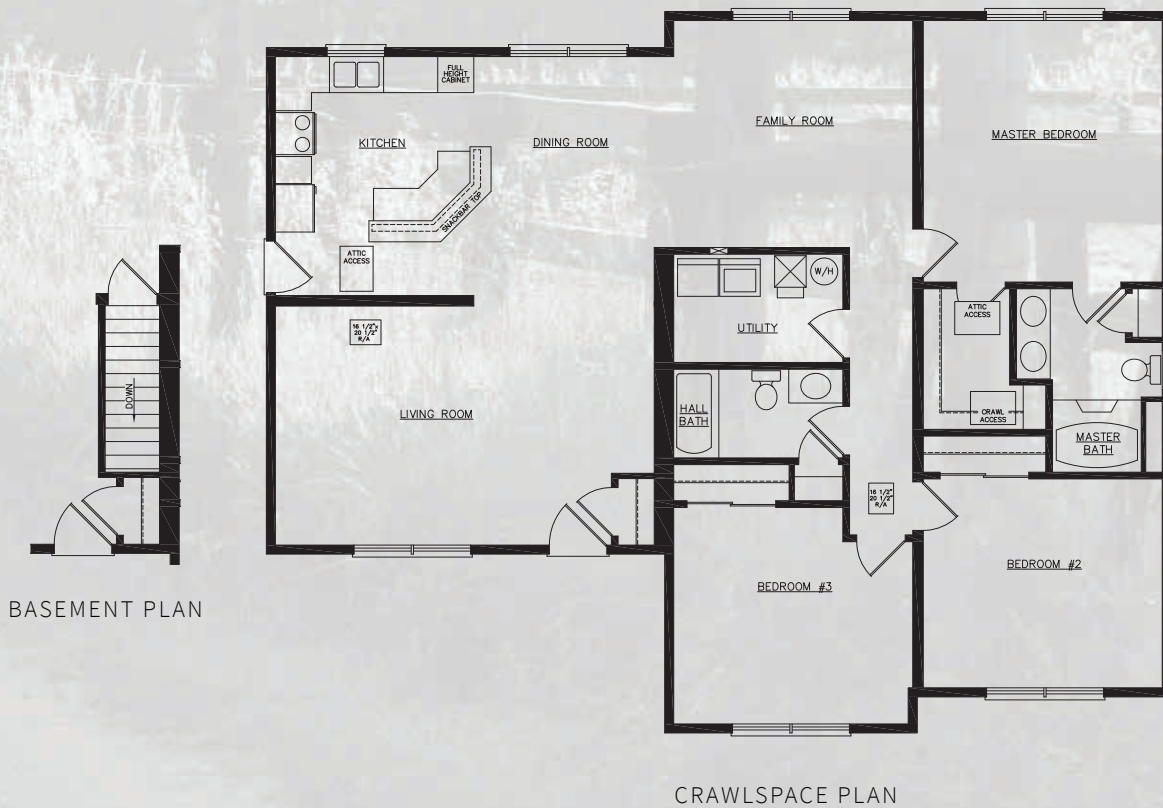 FULL
HEIGHT
CABINET
FAMILY ROOM
MASTER BEDROOM
KITCHEN
DINING ROOM
SNACKBAR TOP
ATTIC
ACCESS
W/H
UTILITY
ATTIC
ACCESS
16 1/2"x
20 1/2"
R/A
DOWN
LIVING ROOM
HALL
BATH
CRAWL
ACCESS
MASTER
BATH
16 1/2"
20 1/2"
R/A
BEDROOM #2
BEDROOM #3
BASEMENT PLAN
CRAWLSPACE PLAN